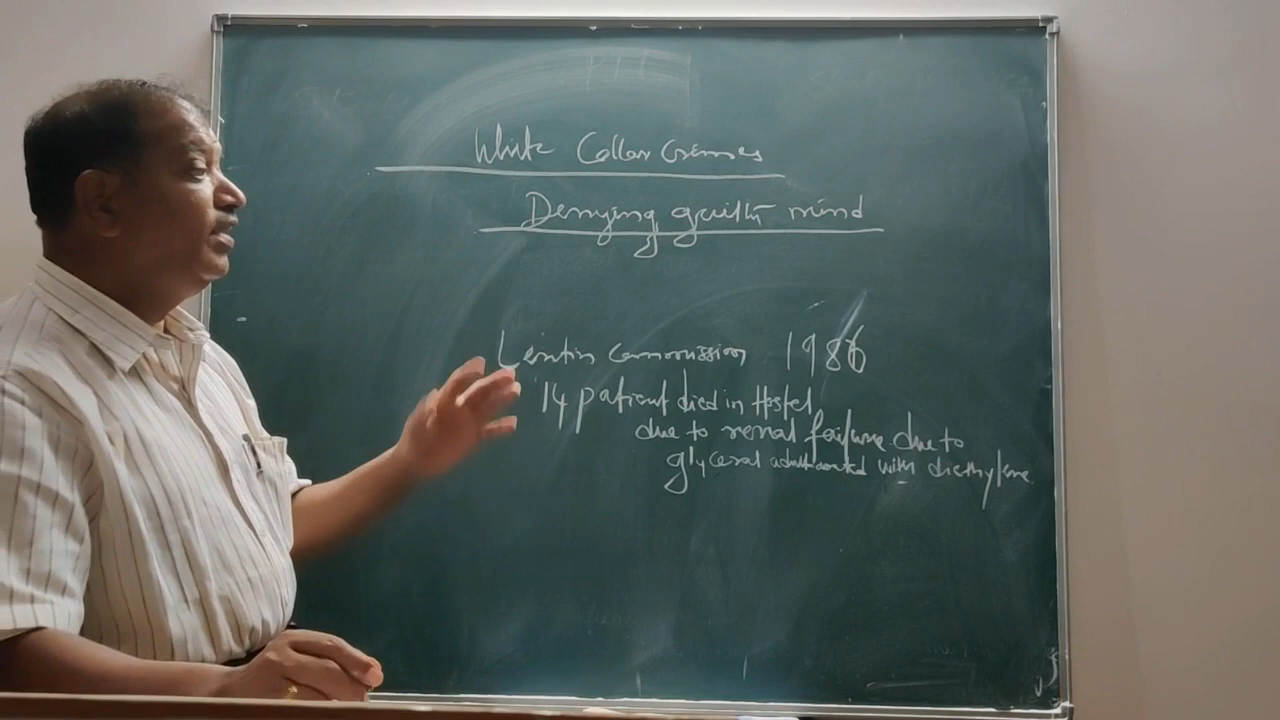 White Collar Crimes
Denying guilty mind
Lentin Commission 1986
14 patient died in Hostel
due to renal failure due to
glyceral adulterated with diethylene